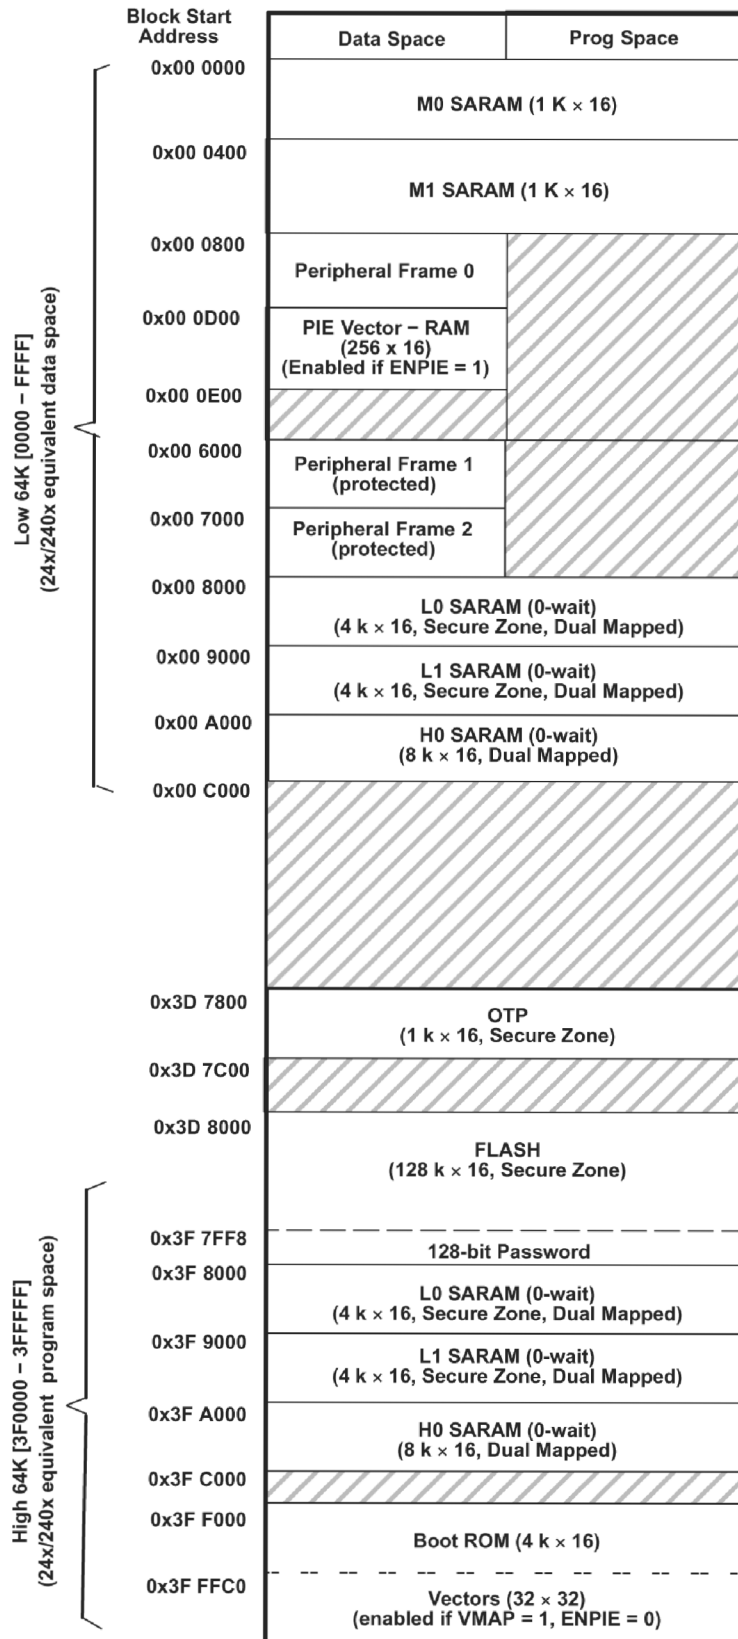 Block Start
Address
Data Space
Prog Space
0x00 0000
M0 SARAM (1 K × 16)
0x00 0400
M1 SARAM (1 K × 16)
0x00 0800
Peripheral Frame 0
0x00 0D00
PIE Vector – RAM
(256 x 16)
(Enabled if ENPIE = 1)
0x00 0E00
0x00 6000
Peripheral Frame 1
(protected)
0x00 7000
Peripheral Frame 2
(protected)
0x00 8000
L0 SARAM (0-wait)
(4 k × 16, Secure Zone, Dual Mapped)
0x00 9000
L1 SARAM (0-wait)
(4 k × 16, Secure Zone, Dual Mapped)
0x00 A000
H0 SARAM (0-wait)
(8 k × 16, Dual Mapped)
0x00 C000
Low 64K [0000 – FFFF]
(24x/240x equivalent data space)
0x3D 7800
OTP
(1 k × 16, Secure Zone)
0x3D 7C00
0x3D 8000
FLASH
(128 k × 16, Secure Zone)
0x3F 7FF8
128-bit Password
0x3F 8000
L0 SARAM (0-wait)
(4 k × 16, Secure Zone, Dual Mapped)
0x3F 9000
L1 SARAM (0-wait)
(4 k × 16, Secure Zone, Dual Mapped)
0x3F A000
H0 SARAM (0-wait)
(8 k × 16, Dual Mapped)
0x3F C000
0x3F F000
Boot ROM (4 k × 16)
0x3F FFC0
Vectors (32 × 32)
(enabled if VMAP = 1, ENPIE = 0)
High 64K [3F0000 – 3FFFFF]
(24x/240x equivalent program space)